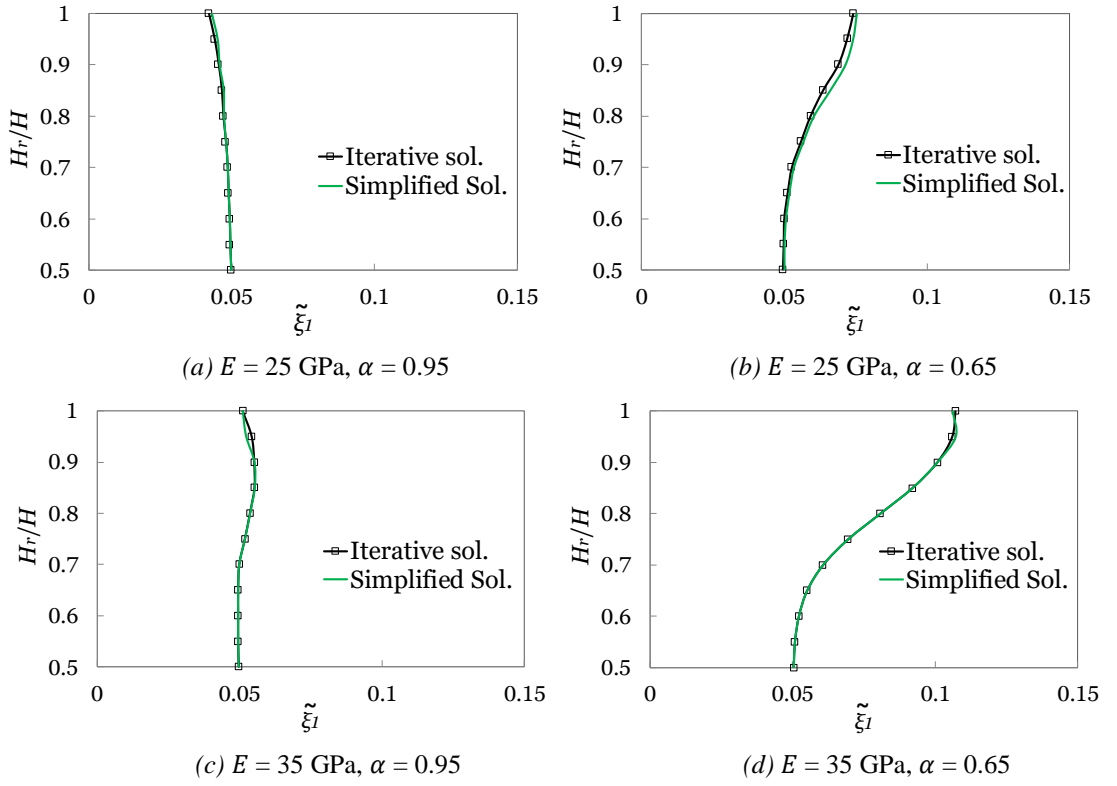 1
0.9
0.8
0.7
0.6
0.5
Hr/H
Iterative sol.
Simplified Sol.
0 0.05 0.1 0.15
ξ̃1
(a) E = 25 GPa, α = 0.95
1
0.9
0.8
0.7
0.6
0.5
Hr/H
Iterative sol.
Simplified Sol.
0 0.05 0.1 0.15
ξ̃1
(b) E = 25 GPa, α = 0.65
1
0.9
0.8
0.7
0.6
0.5
Hr/H
Iterative sol.
Simplified Sol.
0 0.05 0.1 0.15
ξ̃1
(c) E = 35 GPa, α = 0.95
1
0.9
0.8
0.7
0.6
0.5
Hr/H
Iterative sol.
Simplified Sol.
0 0.05 0.1 0.15
ξ̃1
(d) E = 35 GPa, α = 0.65